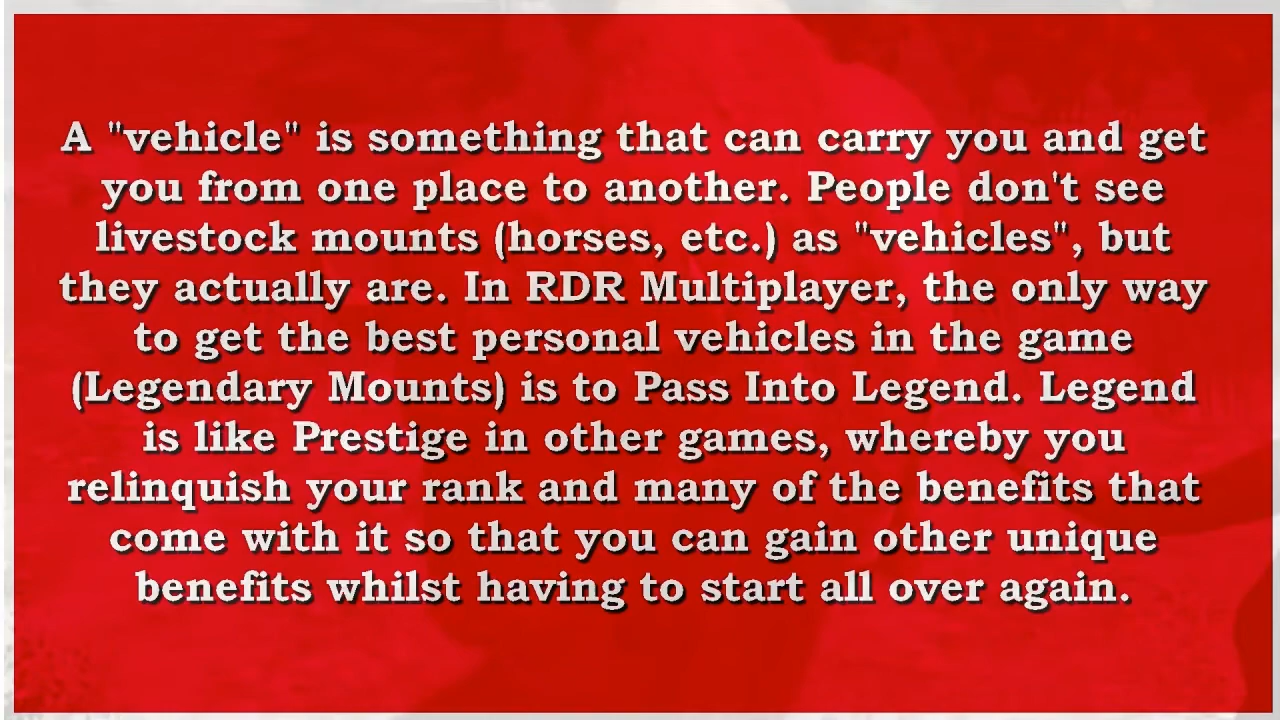 A "vehicle" is something that can carry you and get
you from one place to another. People don't see
livestock mounts (horses, etc.) as "vehicles", but
they actually are. In RDR Multiplayer, the only way
to get the best personal vehicles in the game
(Legendary Mounts) is to Pass Into Legend. Legend
is like Prestige in other games, whereby you
relinquish your rank and many of the benefits that
come with it so that you can gain other unique
benefits whilst having to start all over again.